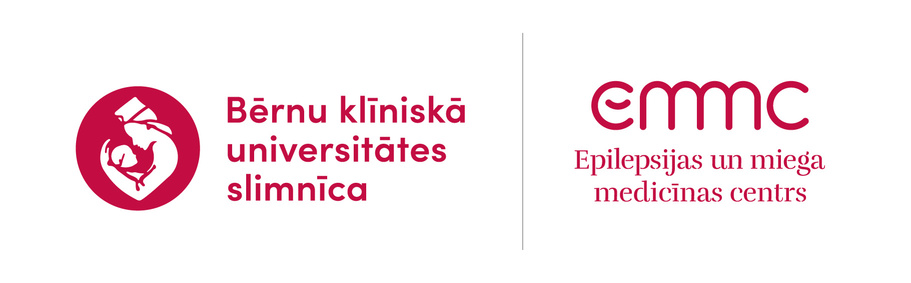 Bērnu klīniskā
universitātes
slimnīca
emmc
Epilepsijas un miega
medicīnas centrs